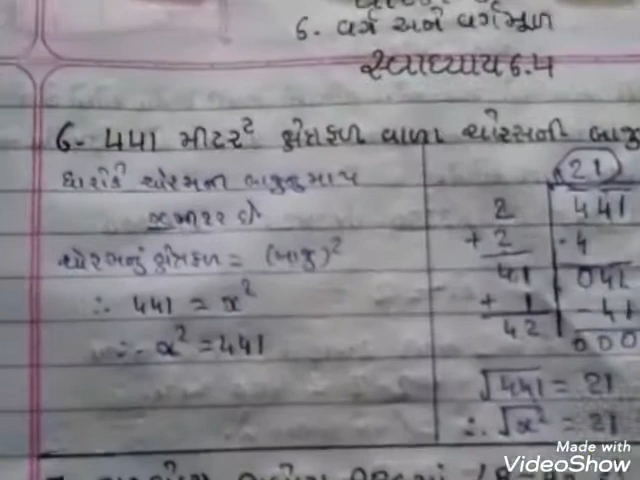 6. વર્ગ અને વર્ગમૂળ
સ્વાધ્યાય 6.4
6- 441 મીટર² ક્ષેત્રફળ વાળા ચોરસની બાજુ
ધારોકે ચોરસની બાજુનું માપ
x મીટર છે
ચોરસનું ક્ષેત્રફળ = (બાજુ)²
∴ 441 = x²
∴ x² = 441
21
2 441
+ 2 - 4
41 041
+ 1 - 41
42 000
√441 = 21
∴ √x² = 21
Made with
VideoShow